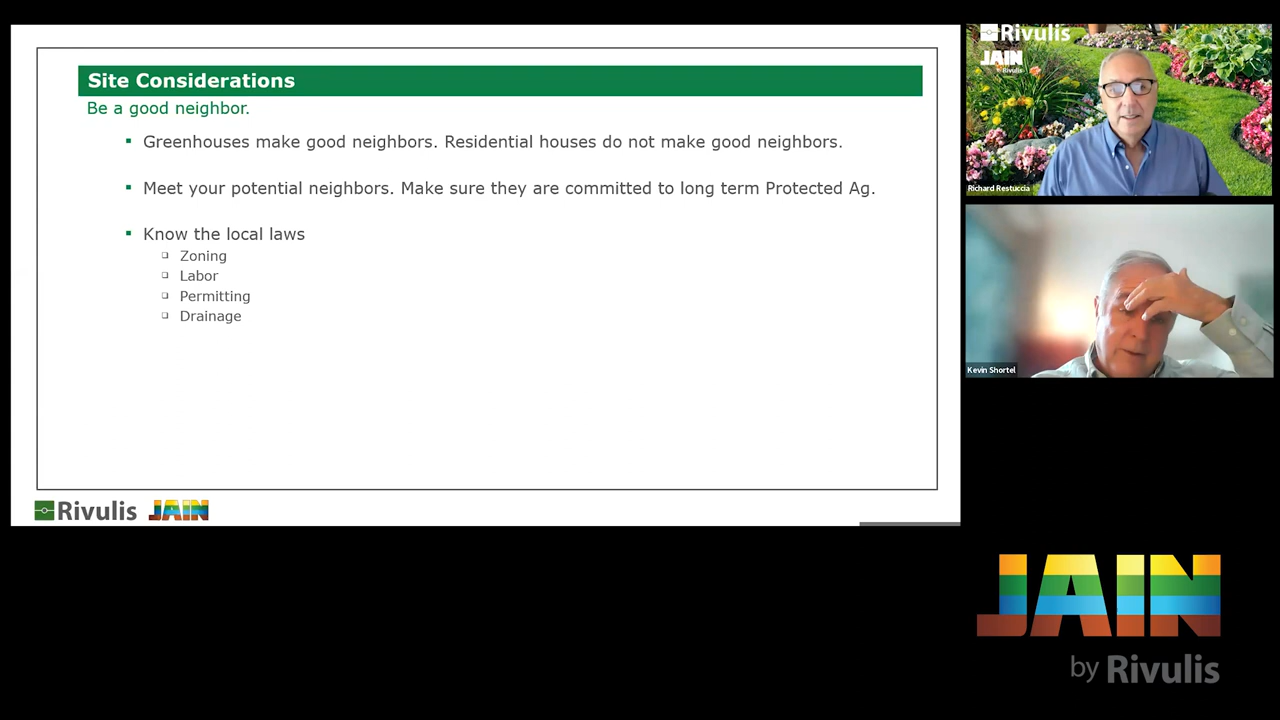 Site Considerations
Be a good neighbor.
Greenhouses make good neighbors. Residential houses do not make good neighbors.
Meet your potential neighbors. Make sure they are committed to long term Protected Ag.
Know the local laws
Zoning
Labor
Permitting
Drainage
Rivulis JAIN
Rivulis
JAIN
by Rivulis
Richard Restuccia
Kevin Shortel
JAIN
by Rivulis